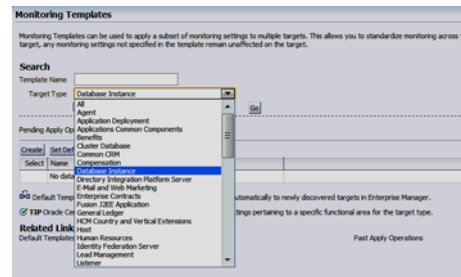 Monitoring Templates
Monitoring Templates can be used to apply a subset of monitoring settings to multiple targets. This allows you to standardize monitoring across
target, any monitoring settings not specified in the template remain unaffected on the target.
Search
Template Name
Target Type Database Instance
All
Agent
Go
Application Deployment
Pending Apply Op
Applications Common Components
Benefits
Cluster Database
Create Set Def
Common CRM
Select Name
Compensation
Database Instance
No data
Directory Integration Platform Server
E-Mail and Web Marketing
Default Temp
Enterprise Contracts
utomatically to newly discovered targets in Enterprise Manager.
Fusion J2EE Application
TIP Oracle Ce
General Ledger
tings pertaining to a specific functional area for the target type.
HCM Country and Vertical Extensions
Related Link
Host
Default Templates
Human Resources
Past Apply Operations
Identity Federation Server
Lead Management
Listener